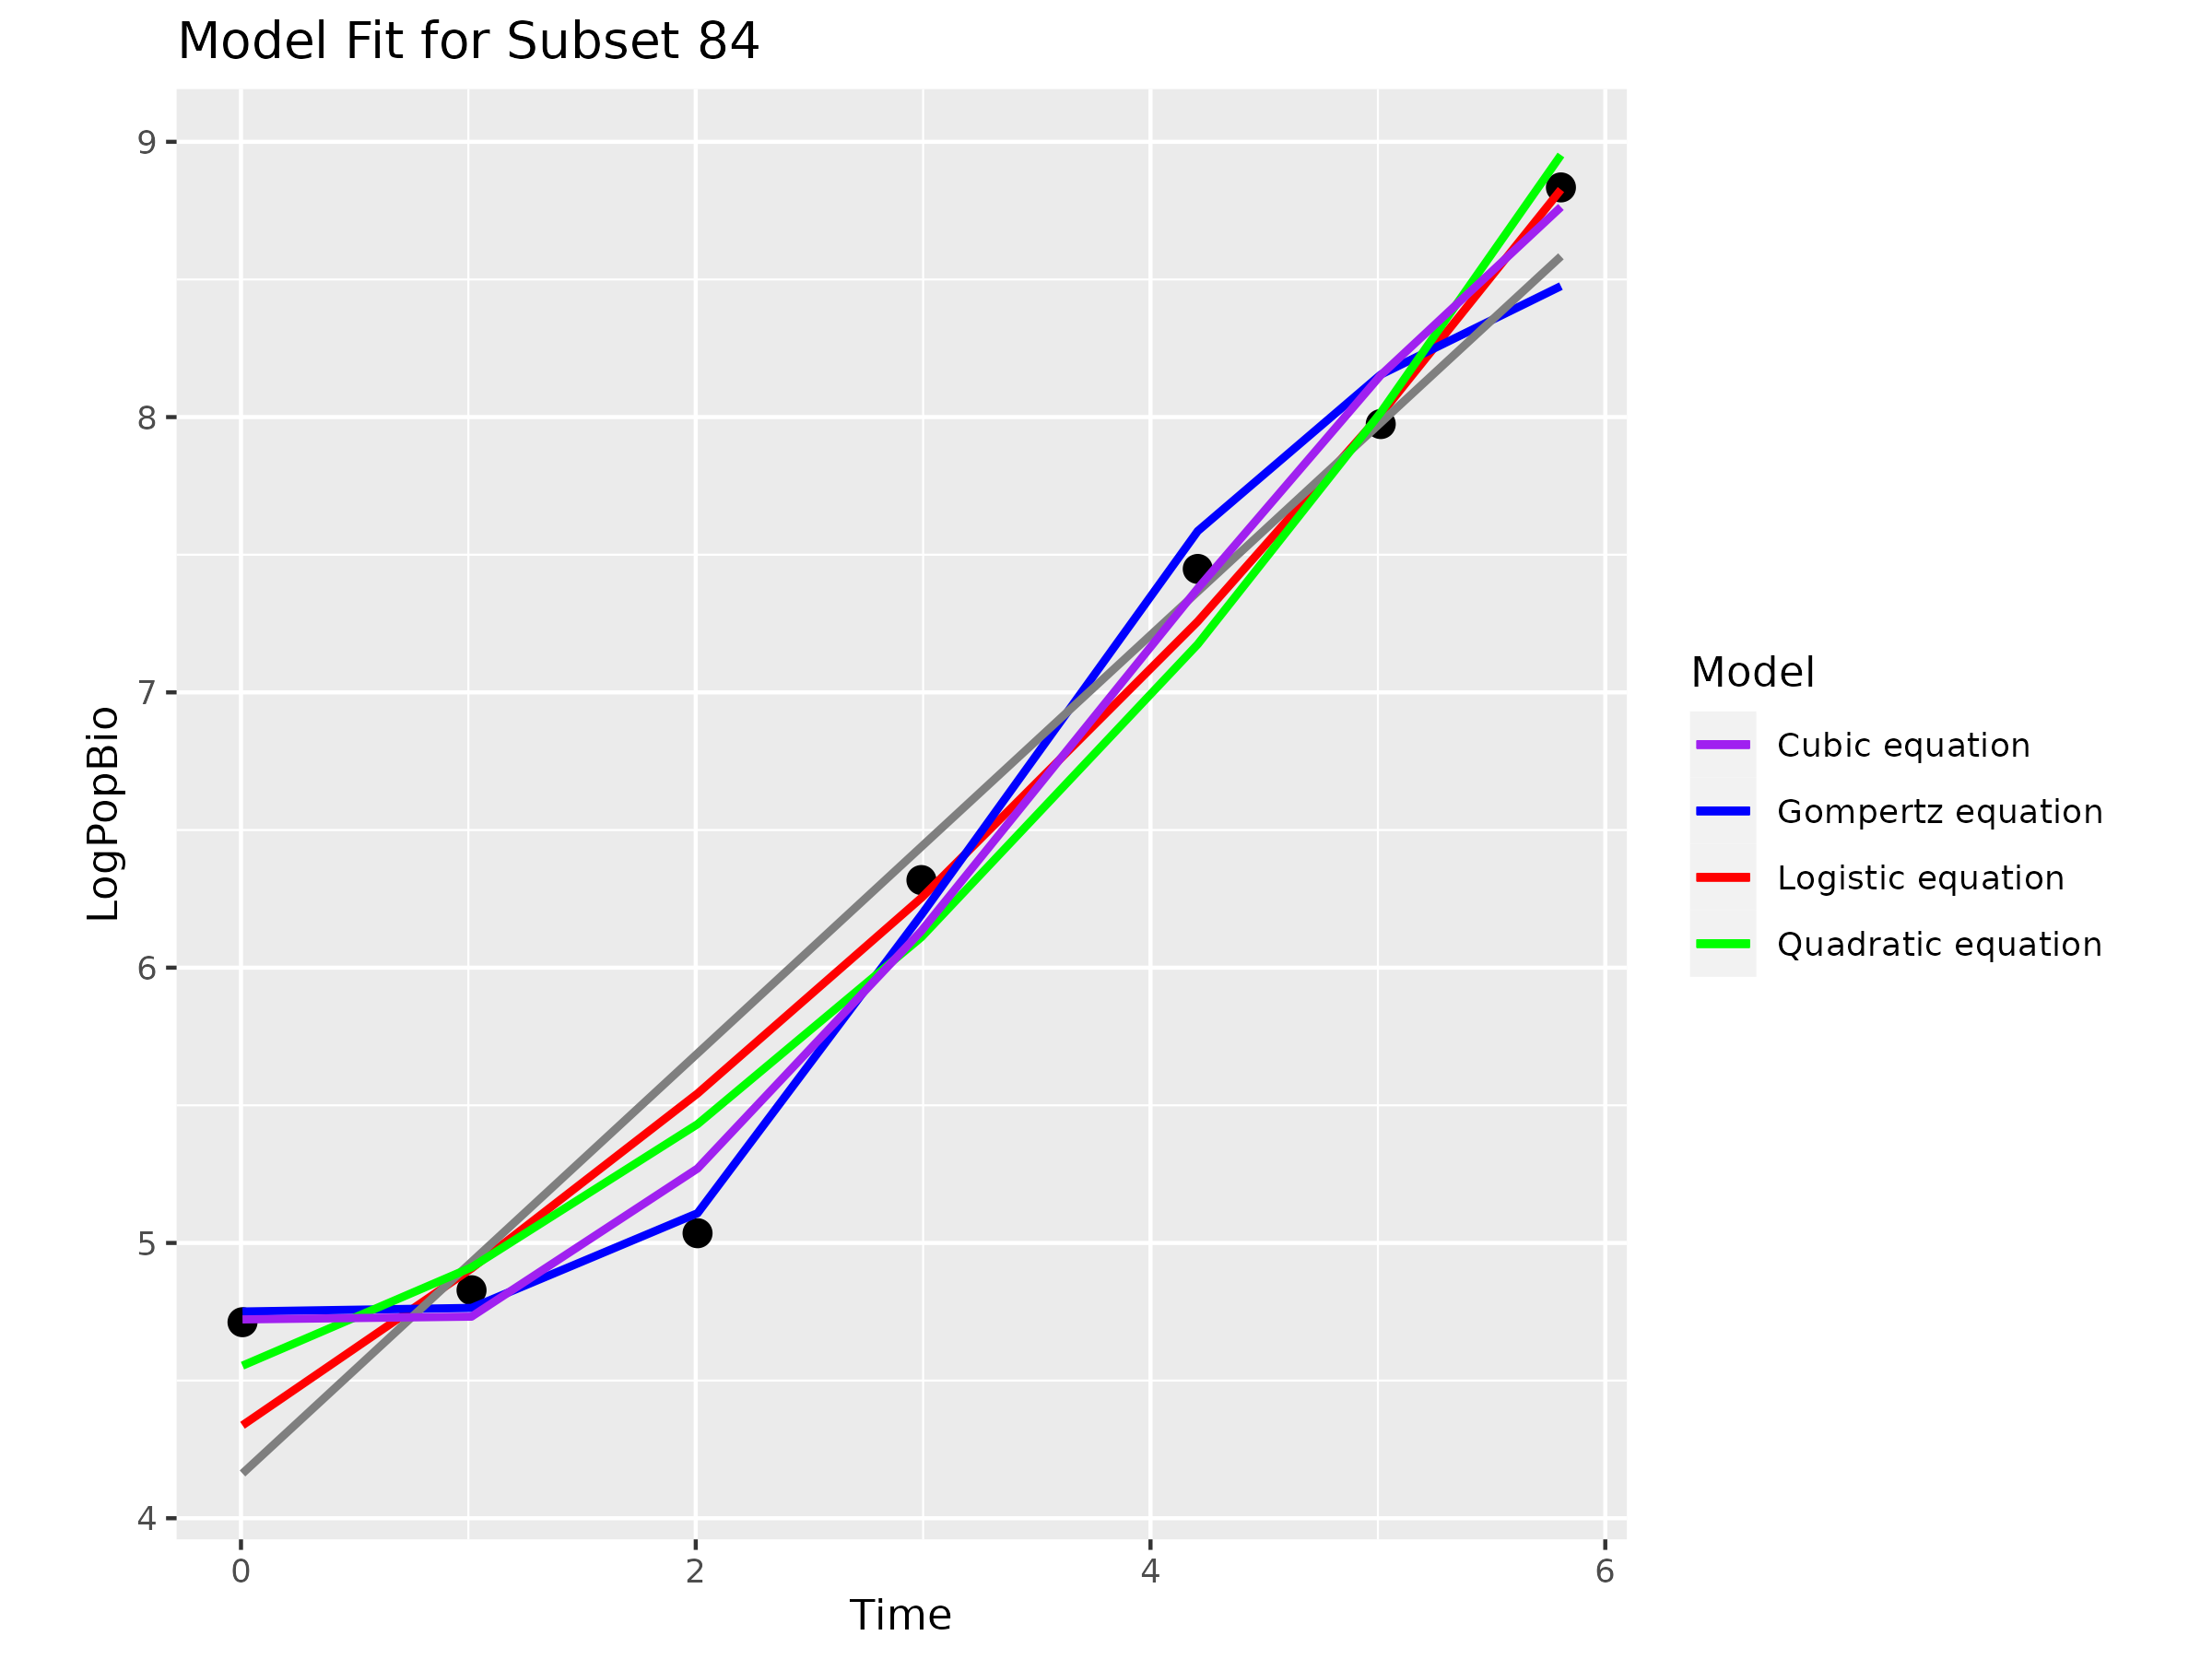 Model Fit for Subset 84
9
8
7
6
5
4
LogPopBio
0 2 4 6
Time
Model
Cubic equation
Gompertz equation
Logistic equation
Quadratic equation